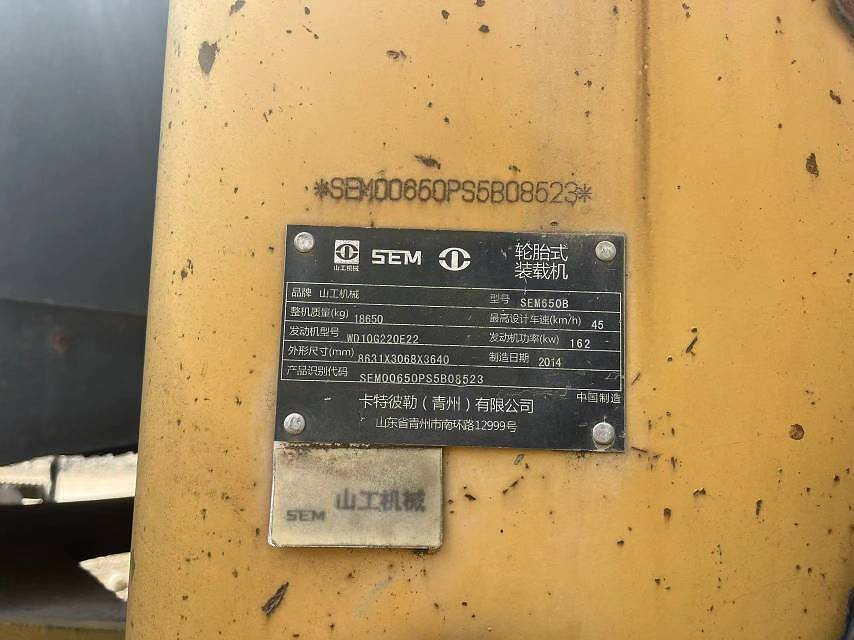 *SEM00650PS5B08523*
山工机械 SEM 轮胎式
装载机
品牌 山工机械 型号 SEM650B
整机质量(kg) 18650 最高设计车速(km/h) 45
发动机型号 WD10G220E22 发动机功率(kw) 162
外形尺寸(mm) 8631X3068X3640 制造日期 2014
产品识别代码 SEM00650PS5B08523
中国制造
卡特彼勒(青州)有限公司
山东省青州市南环路12999号
SEM 山工机械